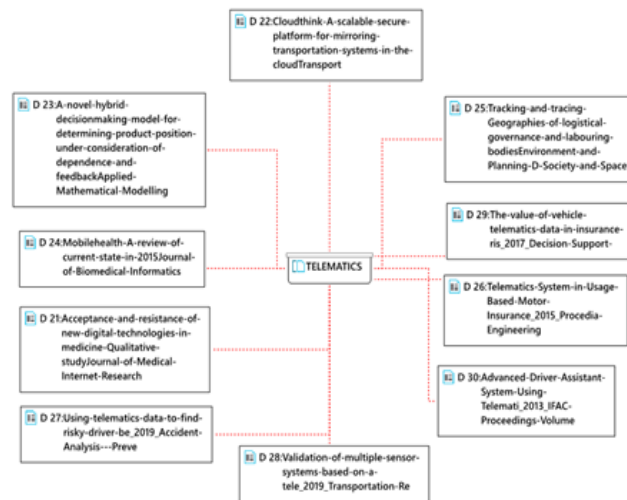 D 22:Cloudthink-A-scalable-secure-
platform-for-mirroring-
transportation-systems-in-the-
cloudTransport
D 23:A-novel-hybrid-
decisionmaking-model-for-
determining-product-position-
under-consideration-of-
dependence-and-
feedbackApplied-
Mathematical-Modelling
D 25:Tracking-and-tracing-
Geographies-of-logistical-
governance-and-labouring-
bodiesEnvironment-and-
Planning-D-Society-and-Space
D 29:The-value-of-vehicle-
telematics-data-in-insurance-
ris_2017_Decision-Support-
D 24:Mobilehealth-A-review-of-
current-state-in-2015Journal-
of-Biomedical-Informatics
TELEMATICS
D 26:Telematics-System-in-Usage-
Based-Motor-
Insurance_2015_Procedia-
Engineering
D 21:Acceptance-and-resistance-of-
new-digital-technologies-in-
medicine-Qualitative-
studyJournal-of-Medical-
Internet-Research
D 30:Advanced-Driver-Assistant-
System-Using-
Telemati_2013_IFAC-
Proceedings-Volume
D 27:Using-telematics-data-to-find-
risky-driver-be_2019_Accident-
Analysis---Preve
D 28:Validation-of-multiple-sensor-
systems-based-on-a-
tele_2019_Transportation-Re